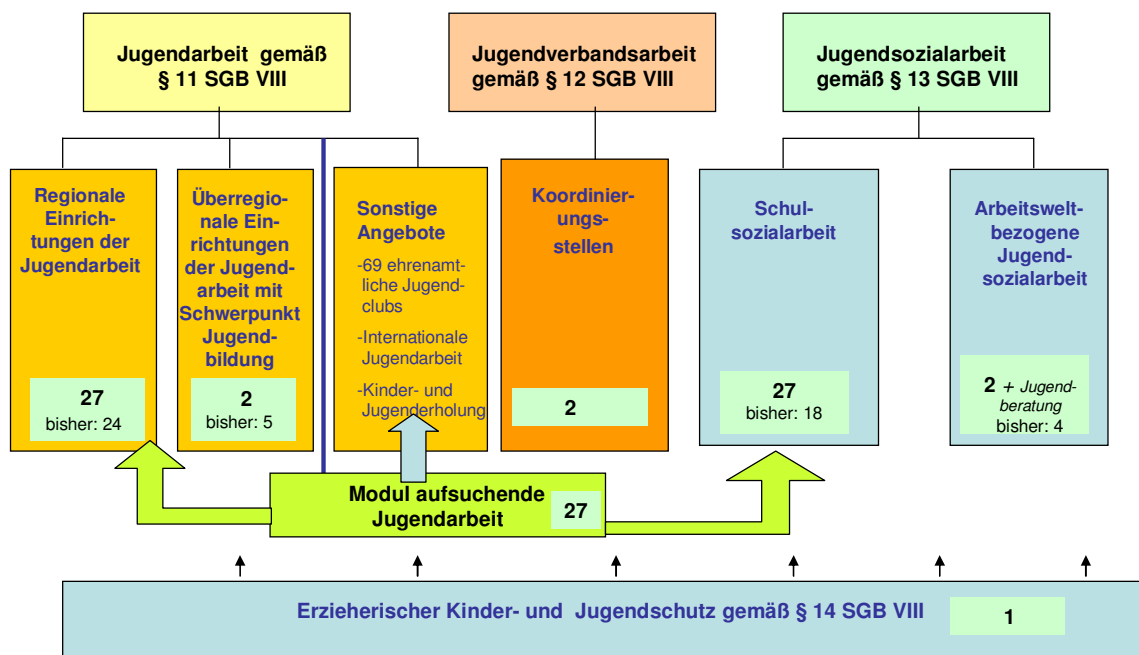 Jugendarbeit gemäß
§ 11 SGB VIII
Jugendverbandsarbeit
gemäß § 12 SGB VIII
Jugendsozialarbeit
gemäß § 13 SGB VIII
Regionale
Einrich-
tungen der
Jugendarbeit
27
bisher: 24
Überregio-
nale Ein-
richtungen
der Jugend-
arbeit mit
Schwerpunkt
Jugend-
bildung
2
bisher: 5
Sonstige
Angebote
-69 ehrenamt-
liche Jugend-
clubs
-Internationale
Jugendarbeit
-Kinder- und
Jugenderholung
Koordinier-
ungs-
stellen
2
Schul-
sozialarbeit
27
bisher: 18
Arbeitswelt-
bezogene
Jugend-
sozialarbeit
2 + Jugend-
beratung
bisher: 4
Modul aufsuchende
Jugendarbeit
27
Erzieherischer Kinder- und Jugendschutz gemäß § 14 SGB VIII
1